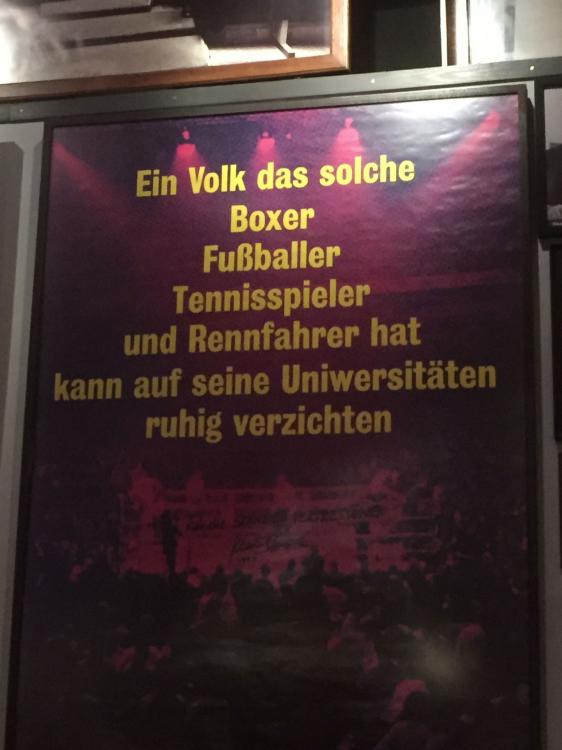 Ein Volk das solche
Boxer
Fußballer
Tennisspieler
und Rennfahrer hat
kann auf seine Uniwersitäten
ruhig verzichten